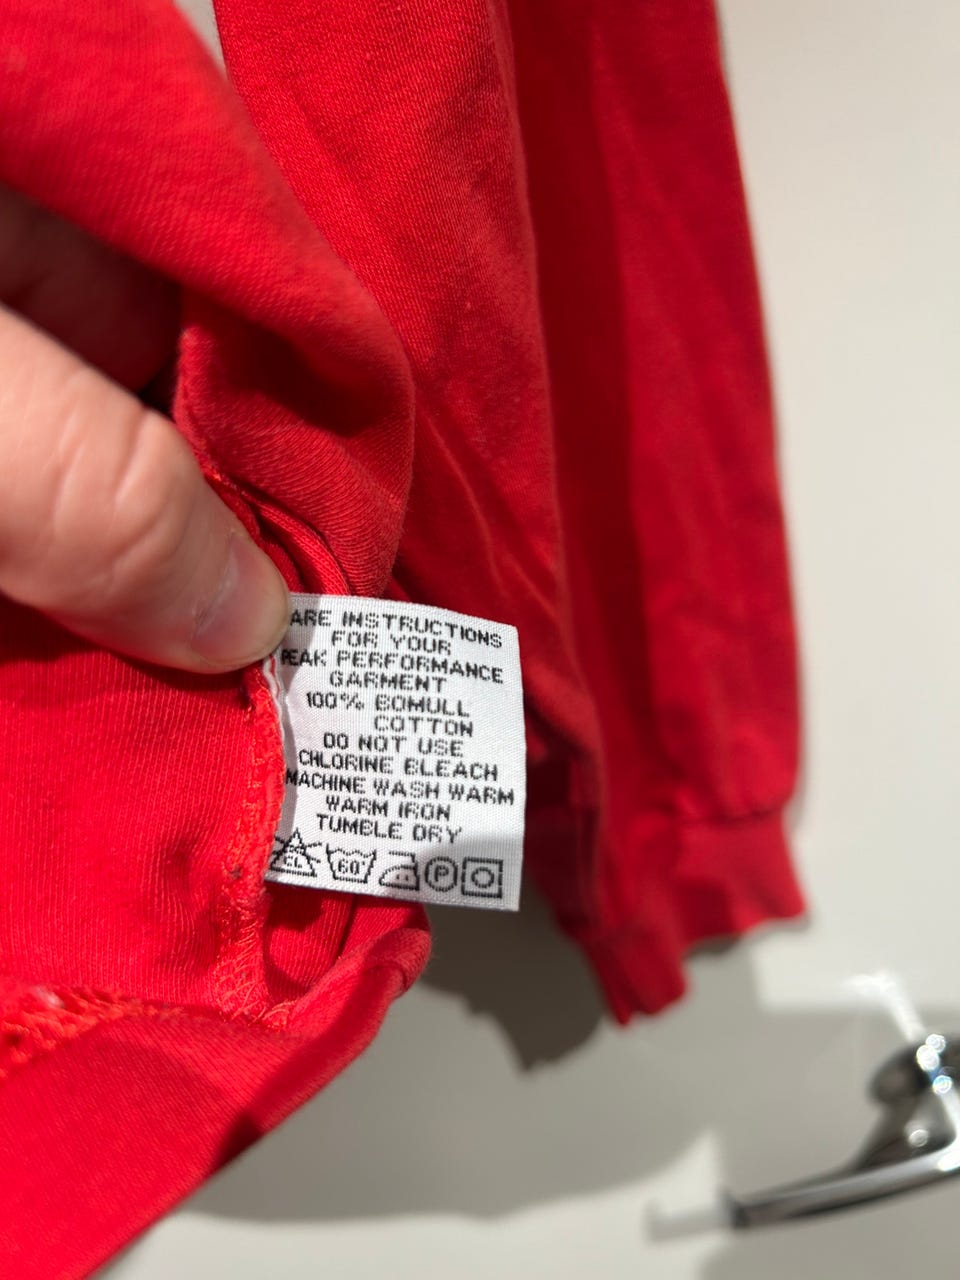 ARE INSTRUCTIONS
FOR YOUR
PEAK PERFORMANCE
GARMENT
100% BOMULL
COTTON
DO NOT USE
CHLORINE BLEACH
MACHINE WASH WARM
WARM IRON
TUMBLE DRY
CL 60° P